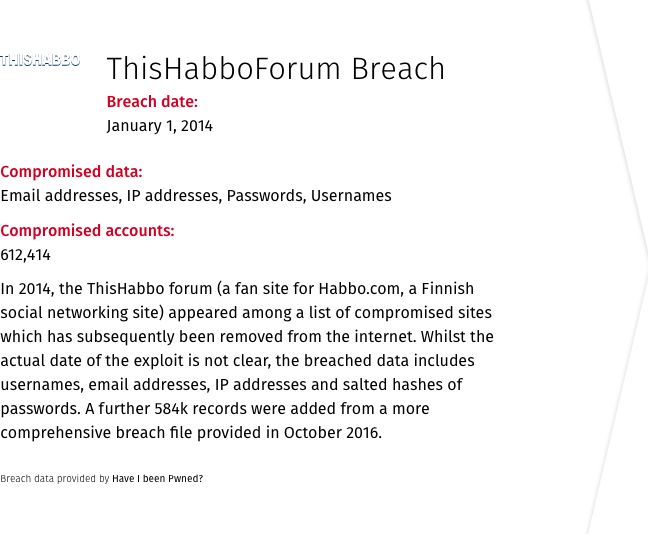 THISHABBO
ThisHabboForum Breach
Breach date:
January 1, 2014
Compromised data:
Email addresses, IP addresses, Passwords, Usernames
Compromised accounts:
612,414
In 2014, the ThisHabbo forum (a fan site for Habbo.com, a Finnish
social networking site) appeared among a list of compromised sites
which has subsequently been removed from the internet. Whilst the
actual date of the exploit is not clear, the breached data includes
usernames, email addresses, IP addresses and salted hashes of
passwords. A further 584k records were added from a more
comprehensive breach file provided in October 2016.
Breach data provided by Have I been Pwned?